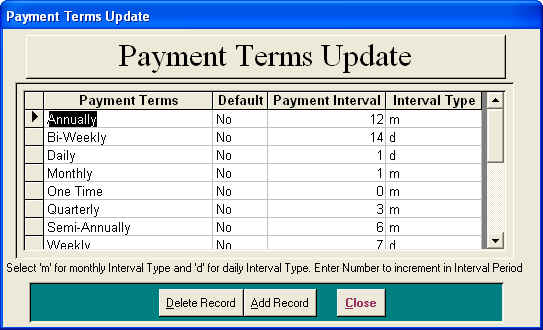 Payment Terms Update
Payment Terms Update
Payment Terms Default Payment Interval Interval Type
Annually No 12 m
Bi-Weekly No 14 d
Daily No 1 d
Monthly No 1 m
One Time No 0 m
Quarterly No 3 m
Semi-Annually No 6 m
Weekly No 7 d
Select 'm' for monthly Interval Type and 'd' for daily Interval Type. Enter Number to increment in Interval Period
Delete Record Add Record Close